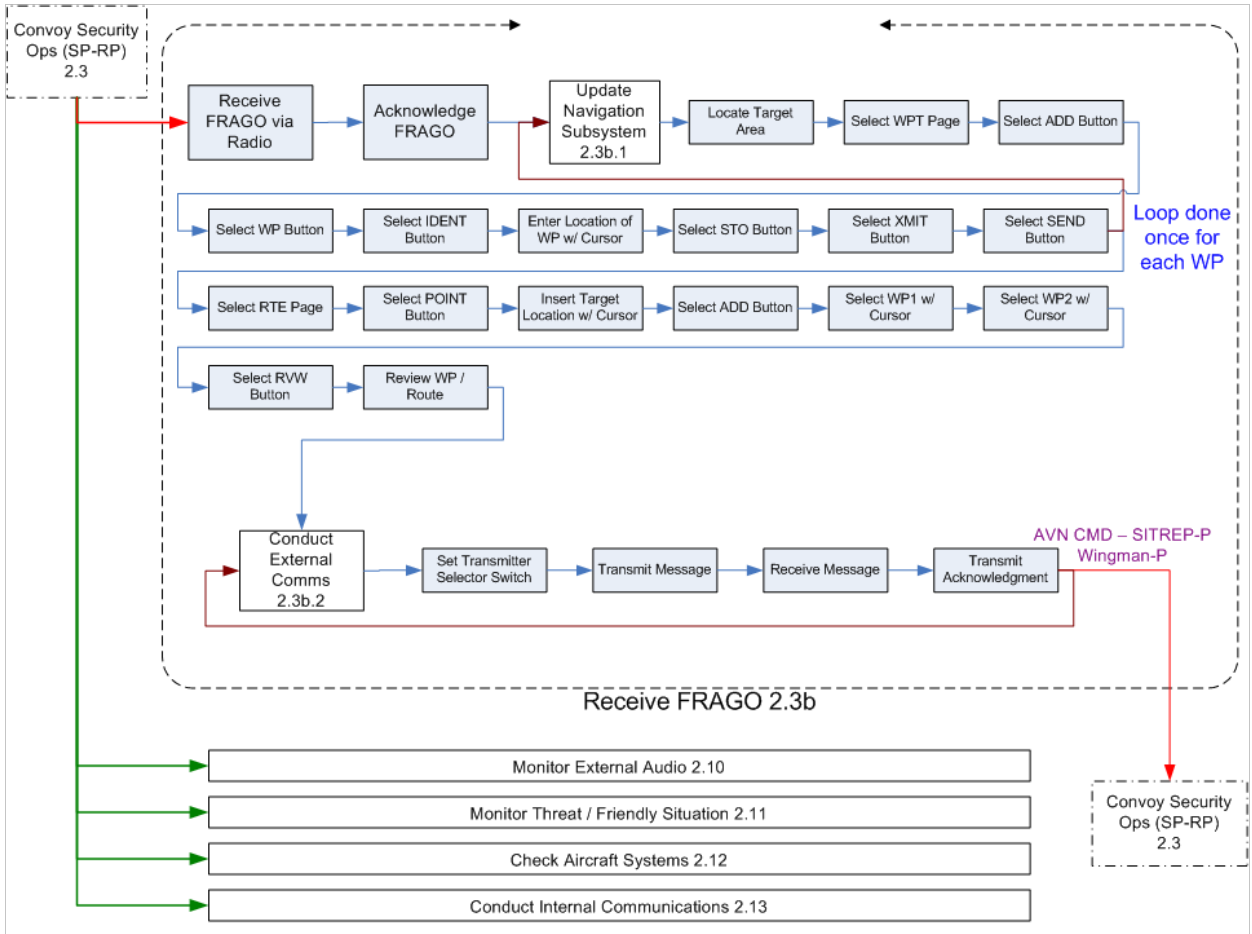 Convoy Security
Ops (SP-RP)
2.3
Receive
FRAGO via
Radio
Acknowledge
FRAGO
Update
Navigation
Subsystem
2.3b.1
Locate Target
Area
Select WPT Page
Select ADD Button
Select WP Button
Select IDENT
Button
Enter Location of
WP w/ Cursor
Select STO Button
Select XMIT
Button
Select SEND
Button
Loop done
once for
each WP
Select RTE Page
Select POINT
Button
Insert Target
Location w/ Cursor
Select ADD Button
Select WP1 w/
Cursor
Select WP2 w/
Cursor
Select RVW
Button
Review WP /
Route
Conduct
External
Comms
2.3b.2
Set Transmitter
Selector Switch
Transmit Message
Receive Message
Transmit
Acknowledgment
AVN CMD – SITREP-P
Wingman-P
Receive FRAGO 2.3b
Monitor External Audio 2.10
Monitor Threat / Friendly Situation 2.11
Check Aircraft Systems 2.12
Conduct Internal Communications 2.13
Convoy Security
Ops (SP-RP)
2.3